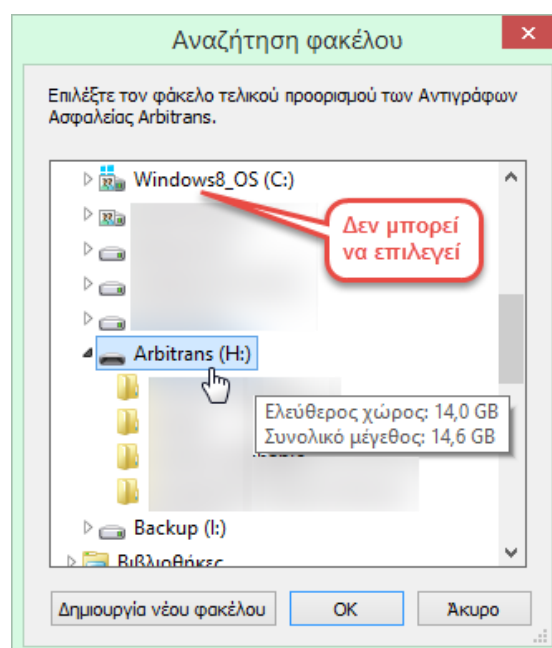 Αναζήτηση φακέλου
Επιλέξτε τον φάκελο τελικού προορισμού των Αντιγράφων
Ασφαλείας Arbitrans.
Windows8_OS (C:)
Δεν μπορεί
να επιλεγεί
Arbitrans (H:)
Ελεύθερος χώρος: 14,0 GB
Συνολικό μέγεθος: 14,6 GB
Backup (I:)
Βιβλιοθήκες
Δημιουργία νέου φακέλου
OK
Άκυρο